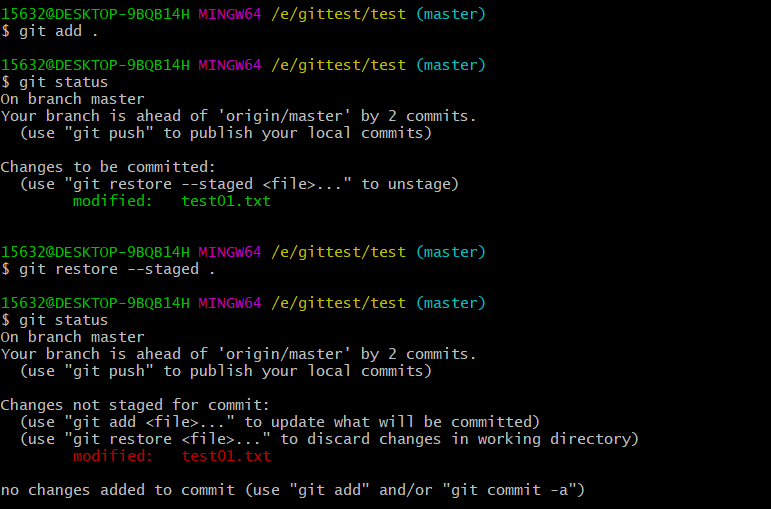 15632@DESKTOP-9BQB14H MINGW64 /e/gittest/test (master)
$ git add .
15632@DESKTOP-9BQB14H MINGW64 /e/gittest/test (master)
$ git status
On branch master
Your branch is ahead of 'origin/master' by 2 commits.
  (use "git push" to publish your local commits)
Changes to be committed:
  (use "git restore --staged <file>..." to unstage)
        modified:   test01.txt
15632@DESKTOP-9BQB14H MINGW64 /e/gittest/test (master)
$ git restore --staged .
15632@DESKTOP-9BQB14H MINGW64 /e/gittest/test (master)
$ git status
On branch master
Your branch is ahead of 'origin/master' by 2 commits.
  (use "git push" to publish your local commits)
Changes not staged for commit:
  (use "git add <file>..." to update what will be committed)
  (use "git restore <file>..." to discard changes in working directory)
        modified:   test01.txt
no changes added to commit (use "git add" and/or "git commit -a")